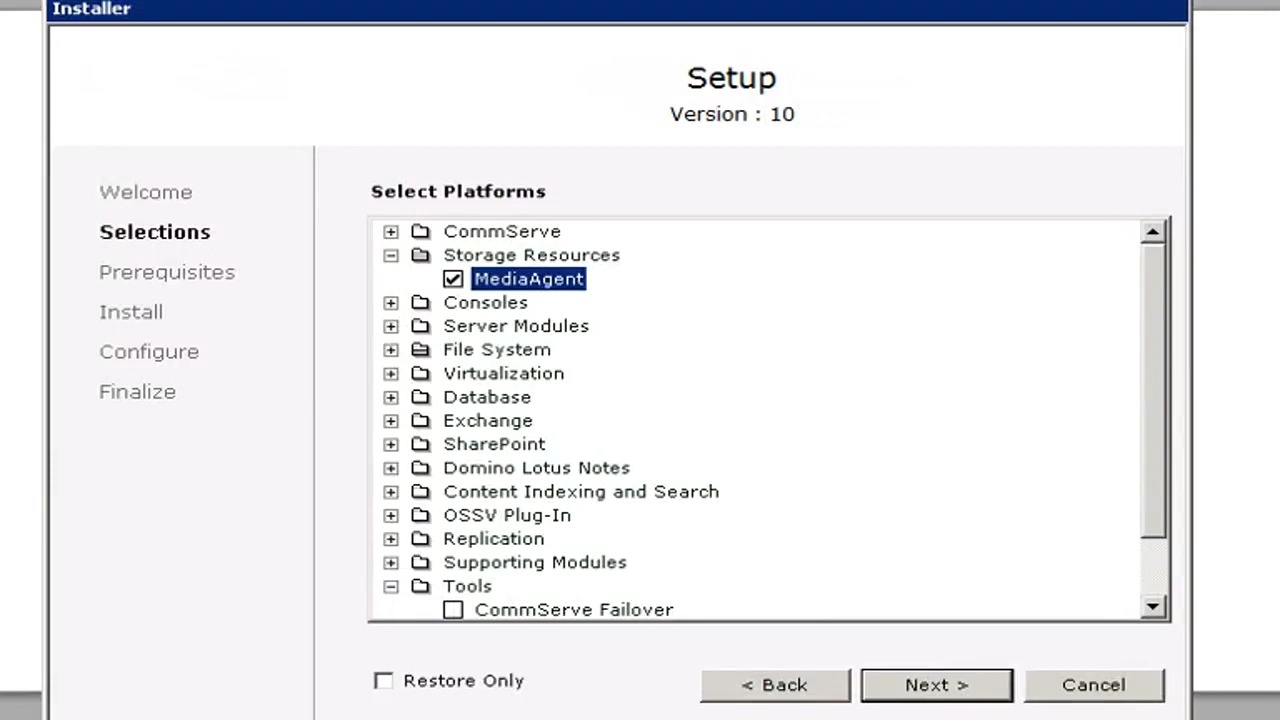 Installer
Setup
Version : 10
Welcome
Selections
Prerequisites
Install
Configure
Finalize
Select Platforms
CommServe
Storage Resources
MediaAgent
Consoles
Server Modules
File System
Virtualization
Database
Exchange
SharePoint
Domino Lotus Notes
Content Indexing and Search
OSSV Plug-In
Replication
Supporting Modules
Tools
CommServe Failover
Restore Only
< Back
Next >
Cancel